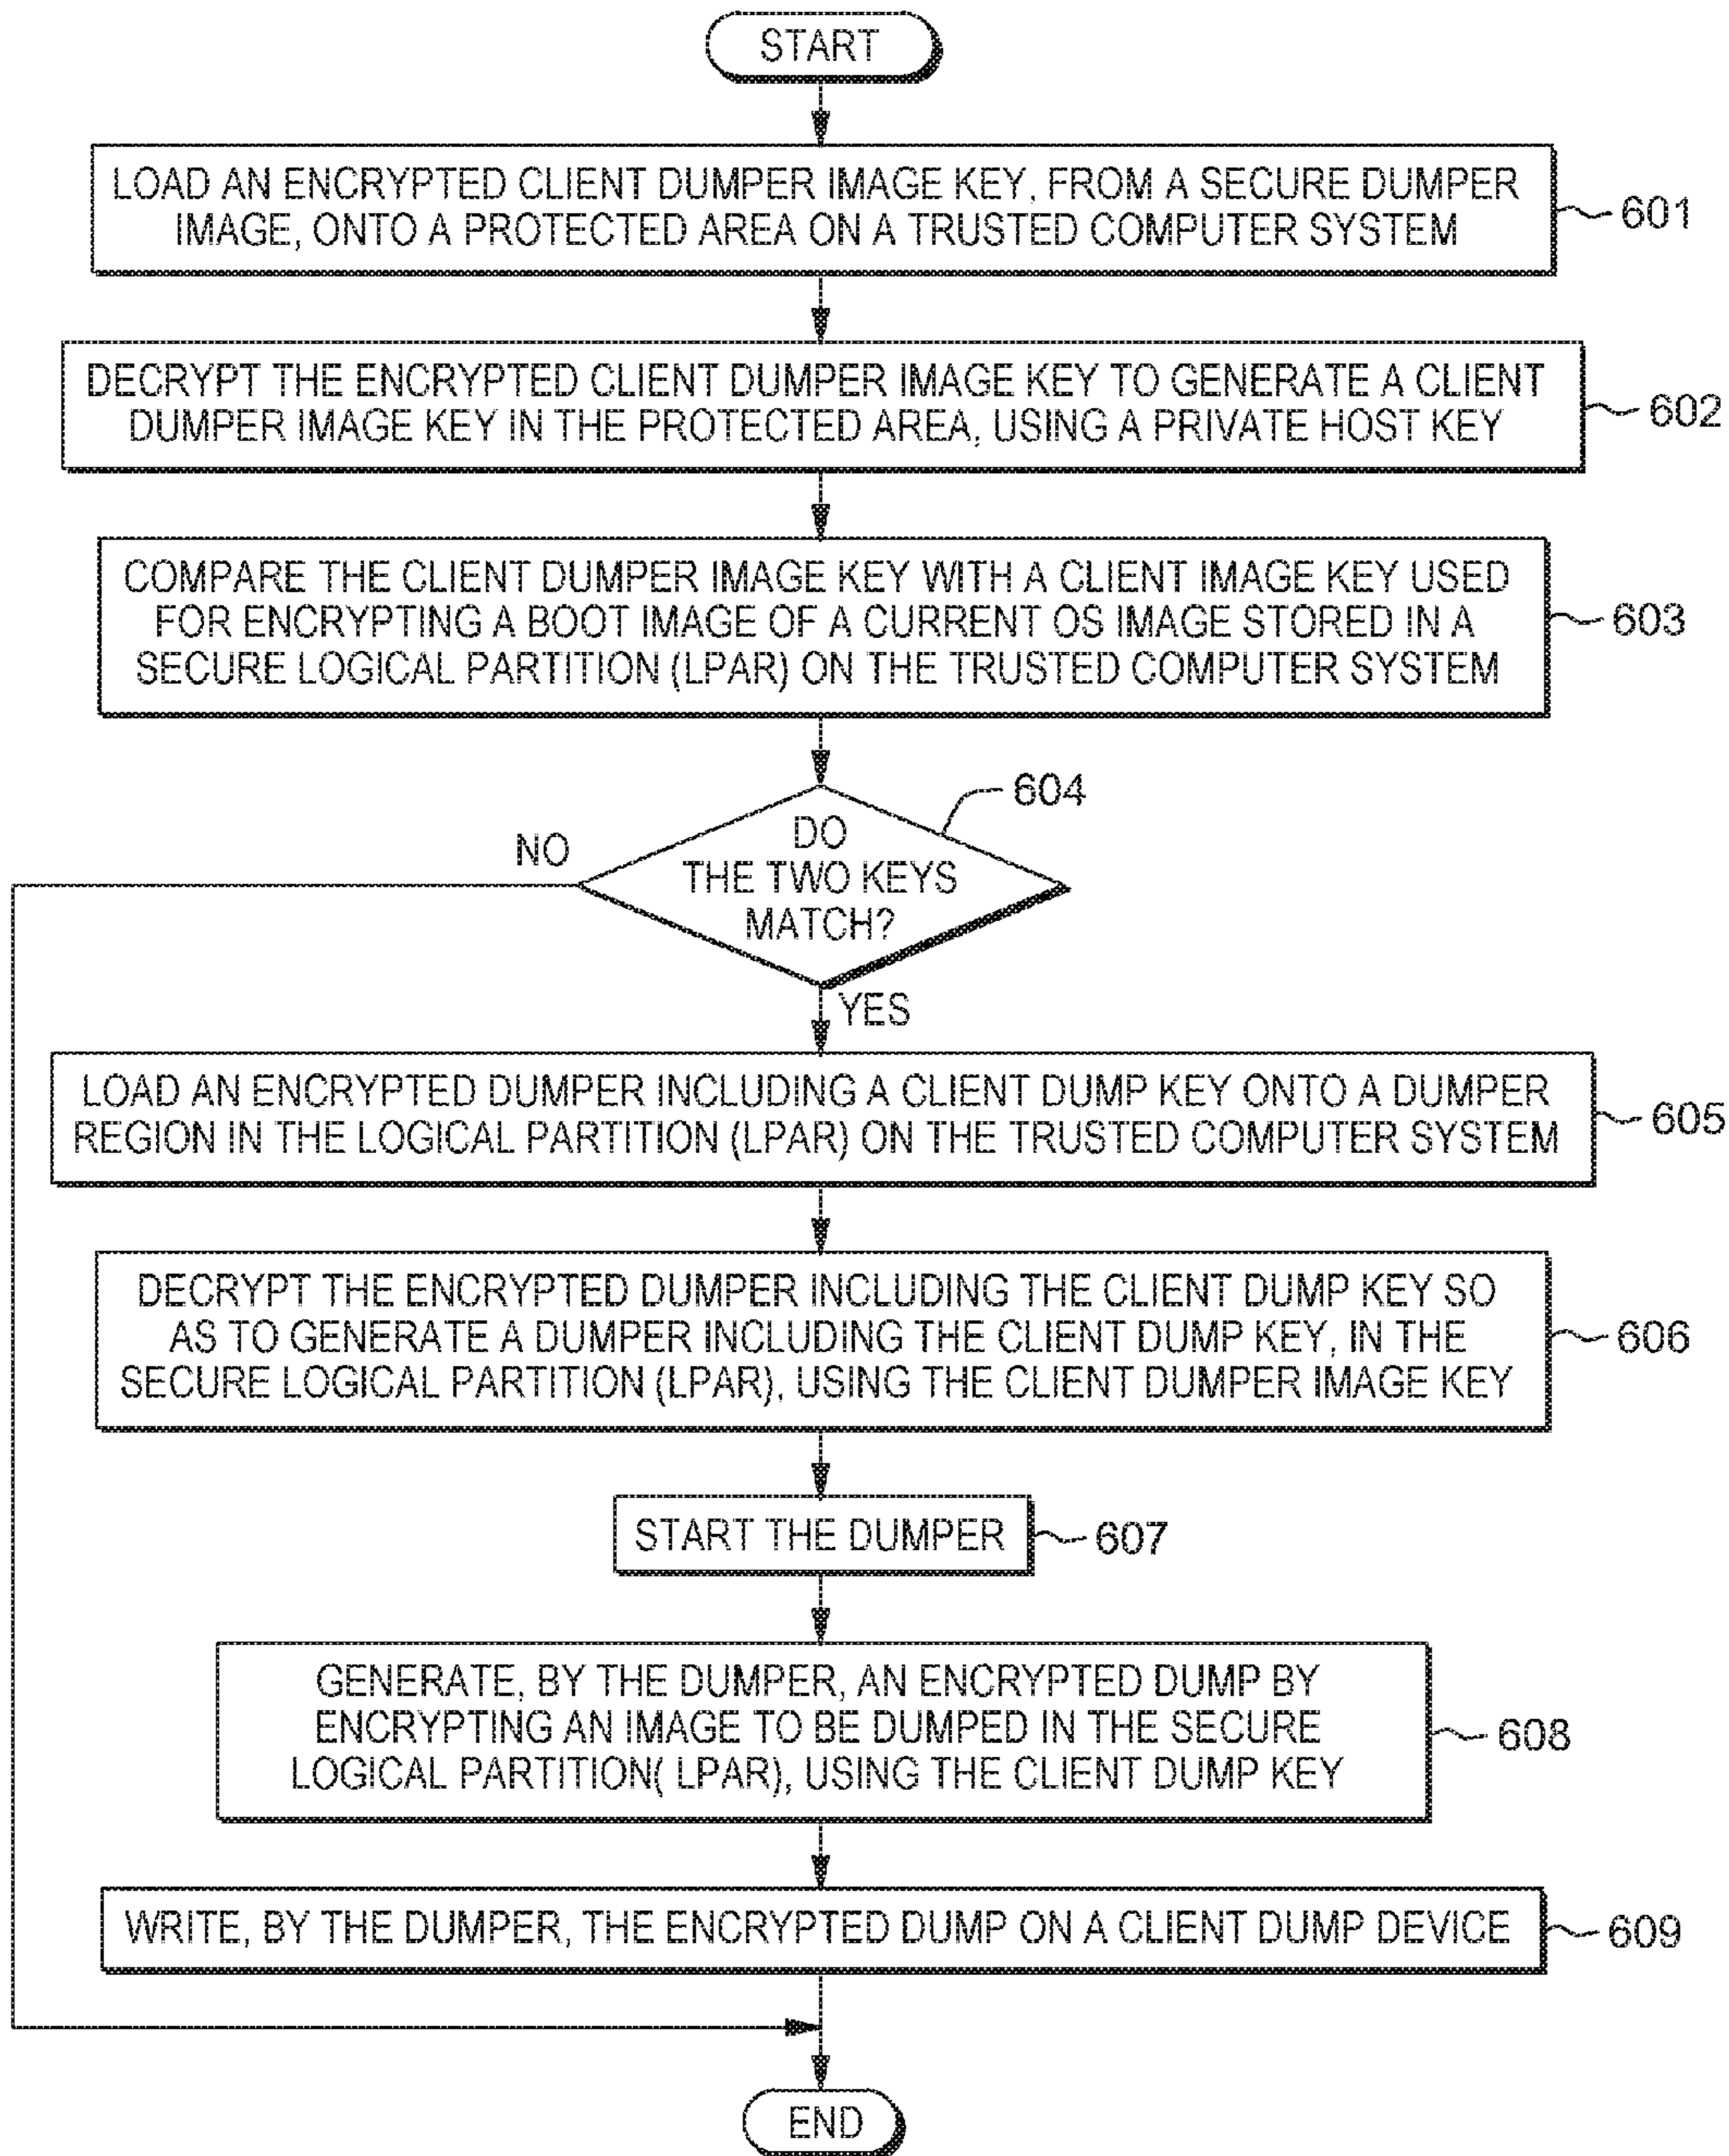 START
LOAD AN ENCRYPTED CLIENT DUMPER IMAGE KEY, FROM A SECURE DUMPER
IMAGE, ONTO A PROTECTED AREA ON A TRUSTED COMPUTER SYSTEM
601
DECRYPT THE ENCRYPTED CLIENT DUMPER IMAGE KEY TO GENERATE A CLIENT
DUMPER IMAGE KEY IN THE PROTECTED AREA, USING A PRIVATE HOST KEY
602
COMPARE THE CLIENT DUMPER IMAGE KEY WITH A CLIENT IMAGE KEY USED
FOR ENCRYPTING A BOOT IMAGE OF A CURRENT OS IMAGE STORED IN A
SECURE LOGICAL PARTITION (LPAR) ON THE TRUSTED COMPUTER SYSTEM
603
604
DO
THE TWO KEYS
MATCH?
NO
YES
LOAD AN ENCRYPTED DUMPER INCLUDING A CLIENT DUMP KEY ONTO A DUMPER
REGION IN THE LOGICAL PARTITION (LPAR) ON THE TRUSTED COMPUTER SYSTEM
605
DECRYPT THE ENCRYPTED DUMPER INCLUDING THE CLIENT DUMP KEY SO
AS TO GENERATE A DUMPER INCLUDING THE CLIENT DUMP KEY, IN THE
SECURE LOGICAL PARTITION (LPAR), USING THE CLIENT DUMPER IMAGE KEY
606
START THE DUMPER
607
GENERATE, BY THE DUMPER, AN ENCRYPTED DUMP BY
ENCRYPTING AN IMAGE TO BE DUMPED IN THE SECURE
LOGICAL PARTITION( LPAR), USING THE CLIENT DUMP KEY
608
WRITE, BY THE DUMPER, THE ENCRYPTED DUMP ON A CLIENT DUMP DEVICE
609
END